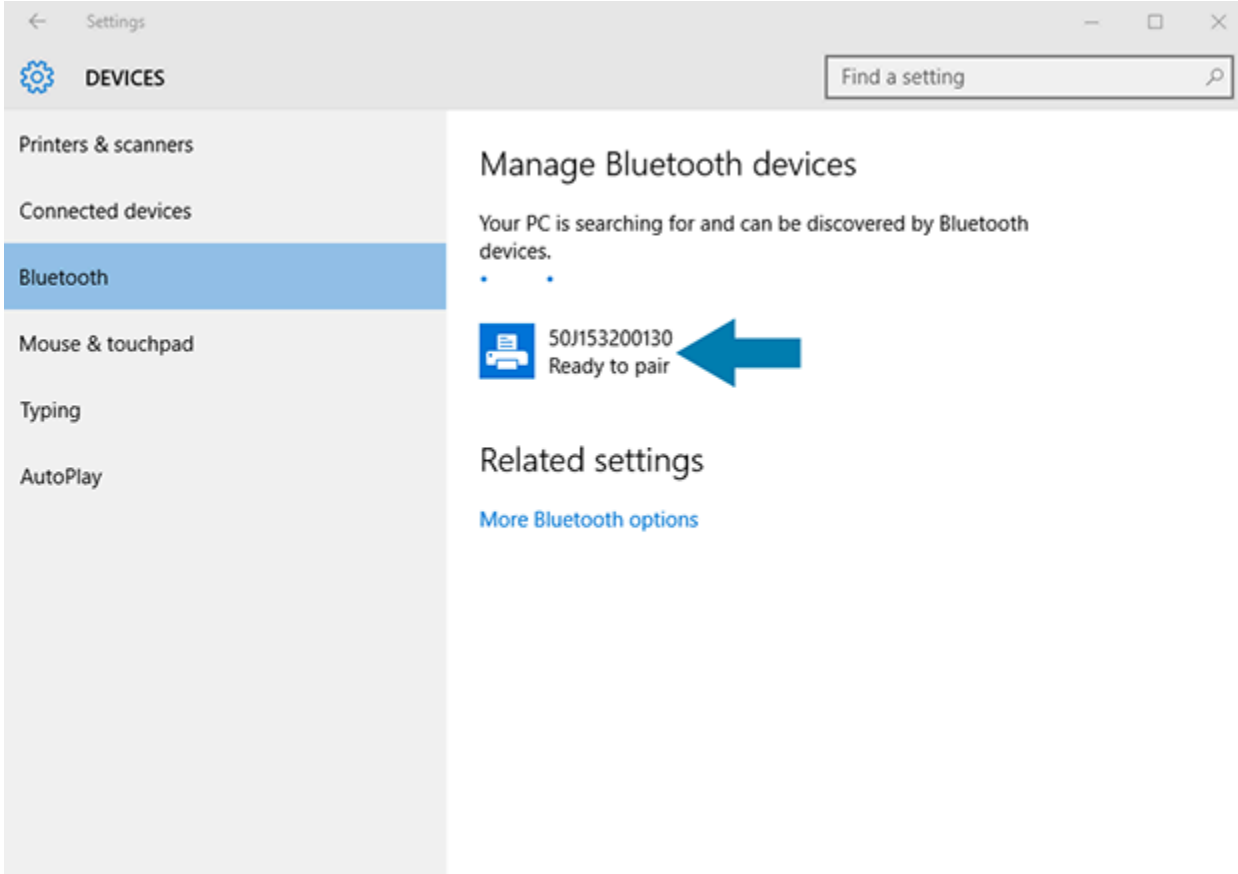 Settings
DEVICES
Find a setting
Printers & scanners
Connected devices
Bluetooth
Mouse & touchpad
Typing
AutoPlay
Manage Bluetooth devices
Your PC is searching for and can be discovered by Bluetooth
devices.
50J153200130
Ready to pair
Related settings
More Bluetooth options